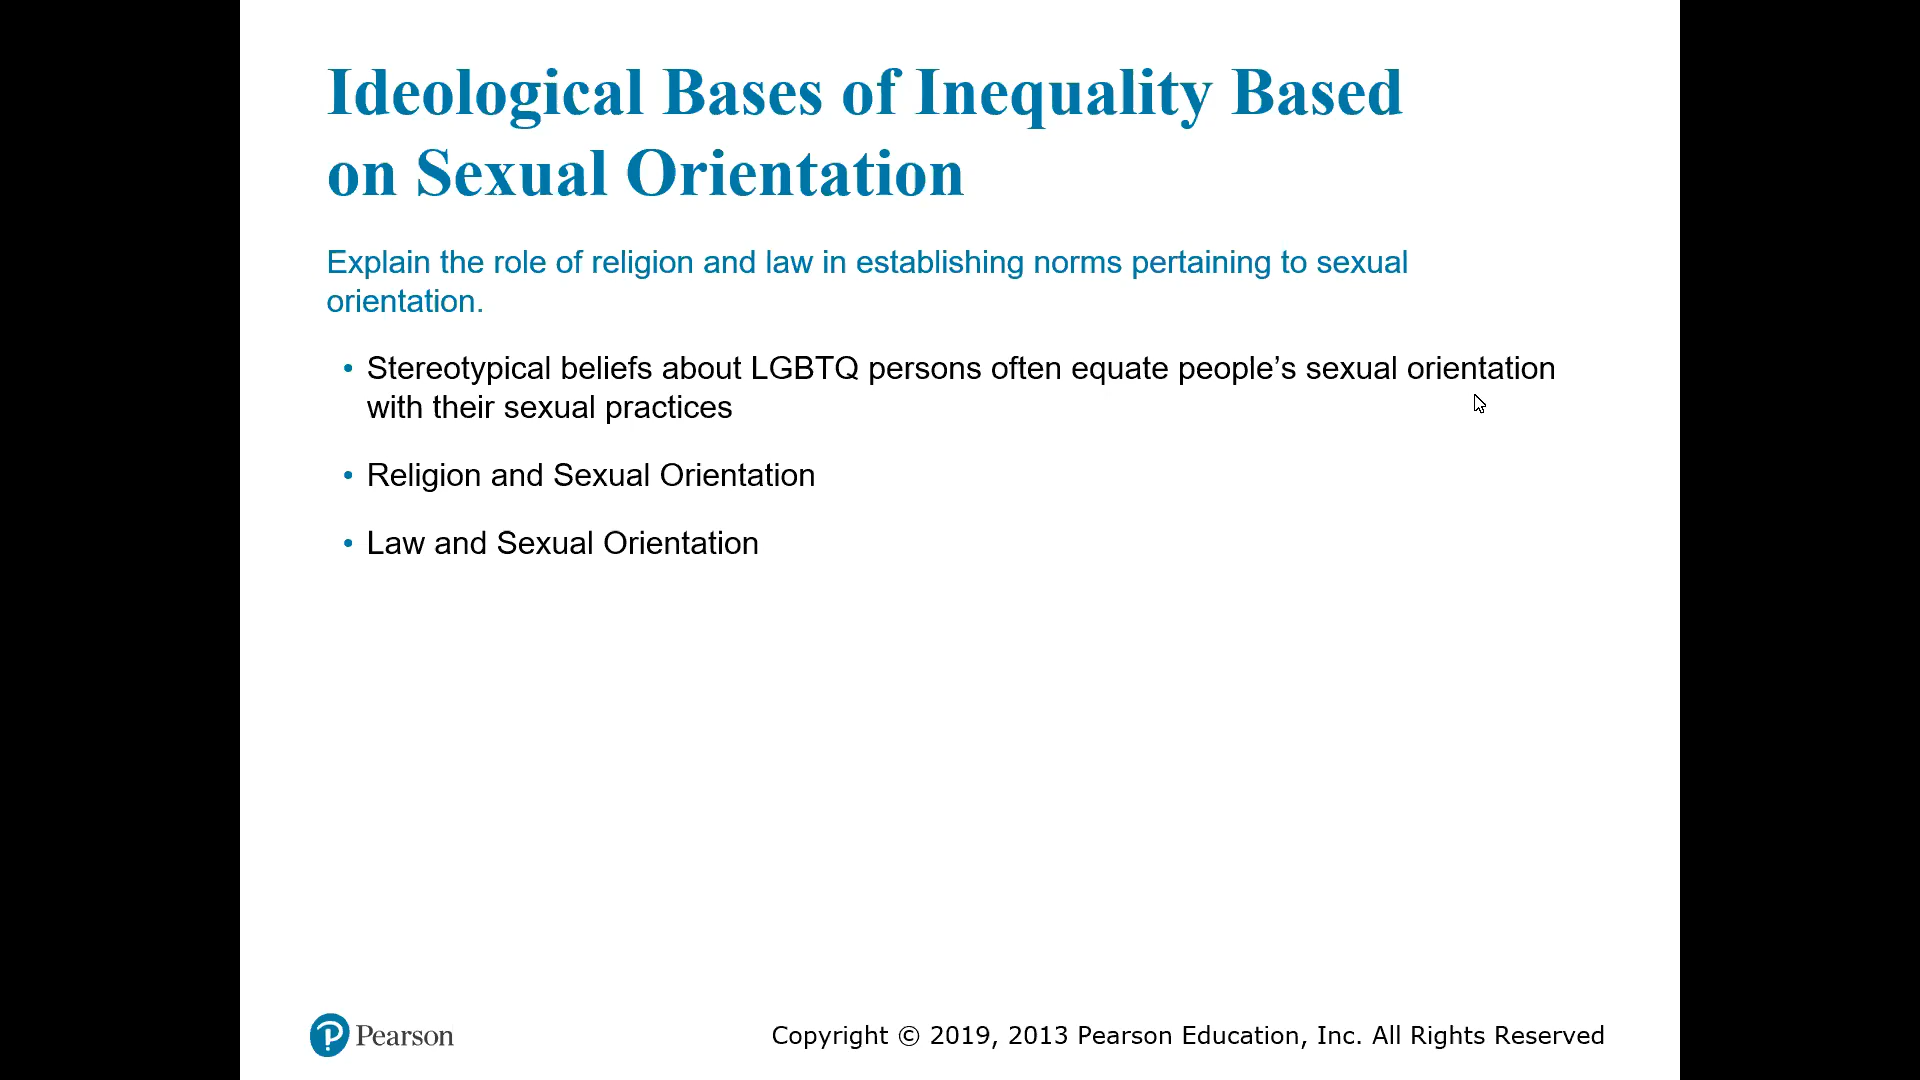 Ideological Bases of Inequality Based
on Sexual Orientation
Explain the role of religion and law in establishing norms pertaining to sexual
orientation.
• Stereotypical beliefs about LGBTQ persons often equate people’s sexual orientation
with their sexual practices
• Religion and Sexual Orientation
• Law and Sexual Orientation
P Pearson
Copyright © 2019, 2013 Pearson Education, Inc. All Rights Reserved